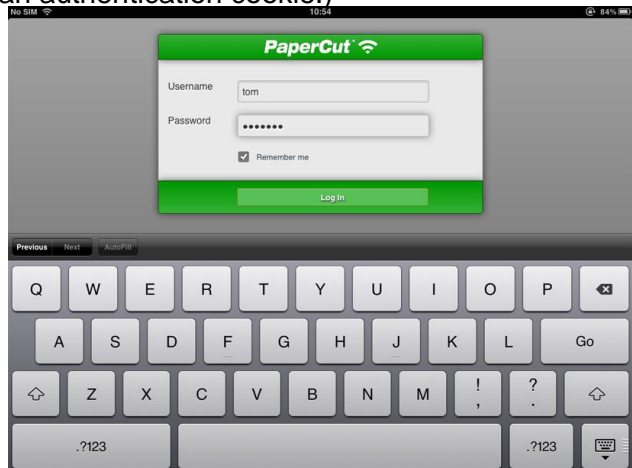 an authentication cookie.)
No SIM 10:54 84%
PaperCut
Username tom
Password •••••••
Remember me
Log In
Previous Next AutoFill
Q W E R T Y U I O P
A S D F G H J K L Go
Z X C V B N M ! , ? .
.?123 .?123